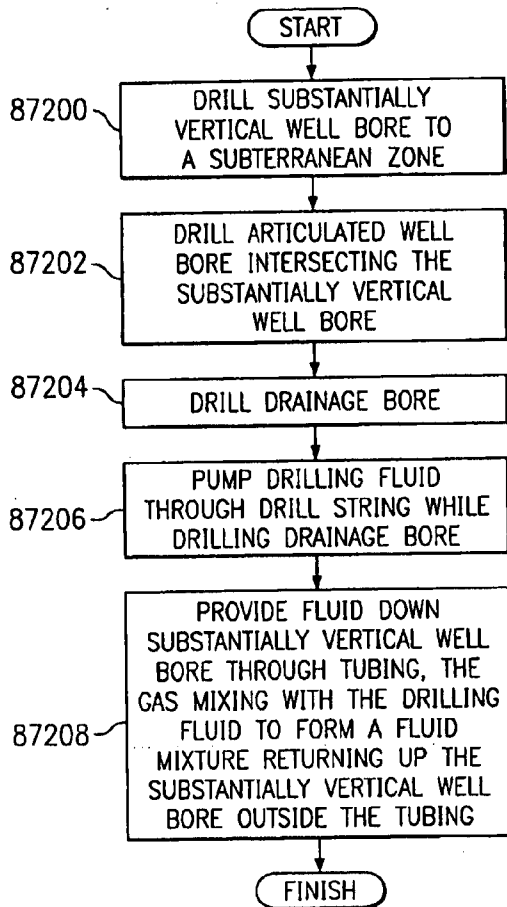 START
87200
DRILL SUBSTANTIALLY
VERTICAL WELL BORE TO
A SUBTERRANEAN ZONE
87202
DRILL ARTICULATED WELL
BORE INTERSECTING THE
SUBSTANTIALLY VERTICAL
WELL BORE
87204
DRILL DRAINAGE BORE
87206
PUMP DRILLING FLUID
THROUGH DRILL STRING WHILE
DRILLING DRAINAGE BORE
87208
PROVIDE FLUID DOWN
SUBSTANTIALLY VERTICAL WELL
BORE THROUGH TUBING, THE
GAS MIXING WITH THE DRILLING
FLUID TO FORM A FLUID
MIXTURE RETURNING UP THE
SUBSTANTIALLY VERTICAL WELL
BORE OUTSIDE THE TUBING
FINISH